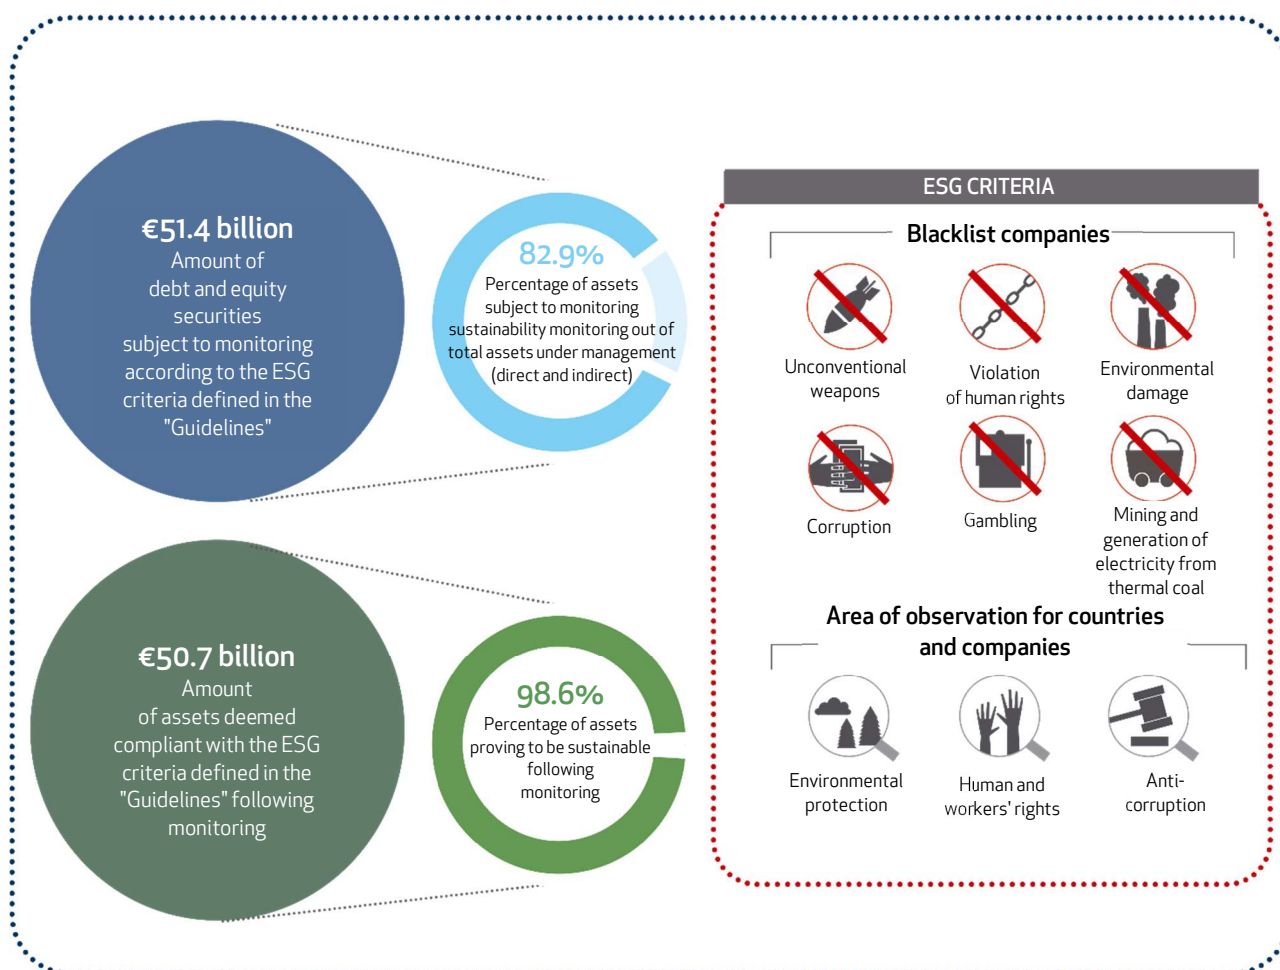 €51.4 billion
Amount of
debt and equity
securities
subject to monitoring
according to the ESG
criteria defined in the
"Guidelines"
82.9%
Percentage of assets
subject to monitoring
sustainability monitoring out of
total assets under management
(direct and indirect)
€50.7 billion
Amount
of assets deemed
compliant with the ESG
criteria defined in the
"Guidelines" following
monitoring
98.6%
Percentage of assets
proving to be sustainable
following
monitoring
ESG CRITERIA
Blacklist companies
Unconventional
weapons
Violation
of human rights
Environmental
damage
Corruption
Gambling
Mining and
generation of
electricity from
thermal coal
Area of observation for countries
and companies
Environmental
protection
Human and
workers' rights
Anti-
corruption